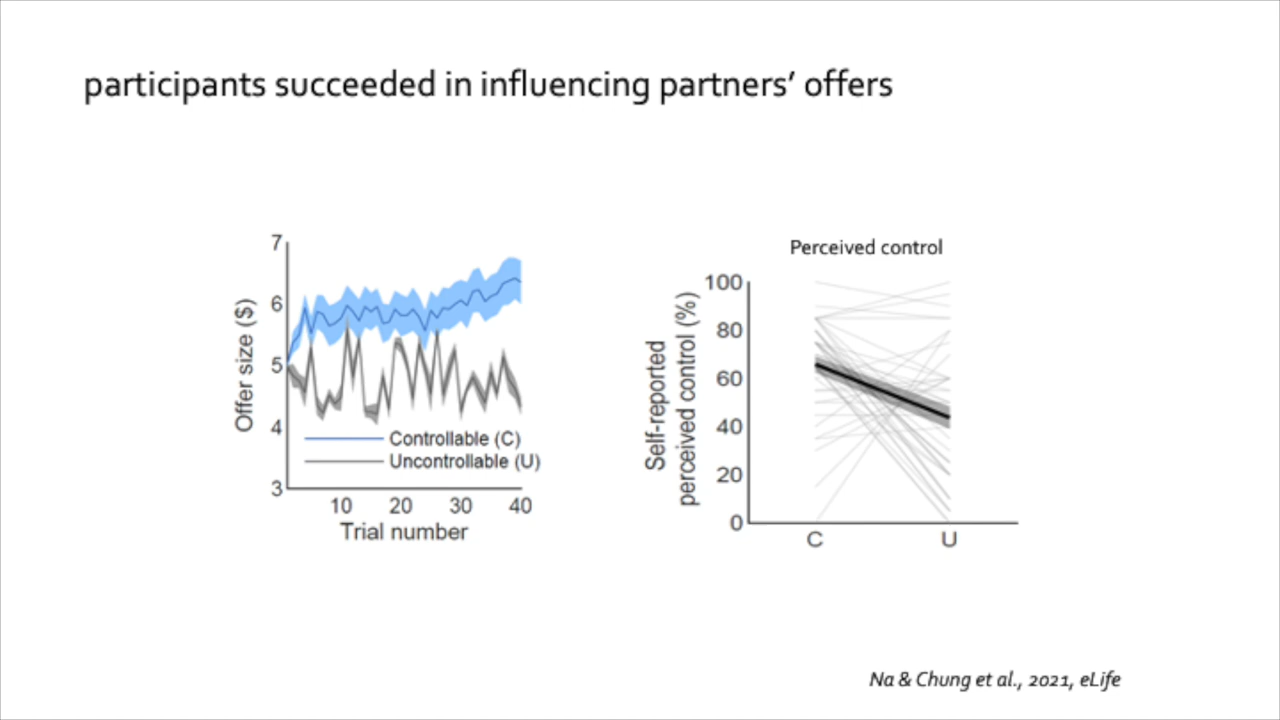 participants succeeded in influencing partners’ offers
7
6
5
4
3
Offer size ($)
Controllable (C)
Uncontrollable (U)
10 20 30 40
Trial number
Perceived control
100
80
60
40
20
0
Self-reported
perceived control (%)
C U
Na & Chung et al., 2021, eLife